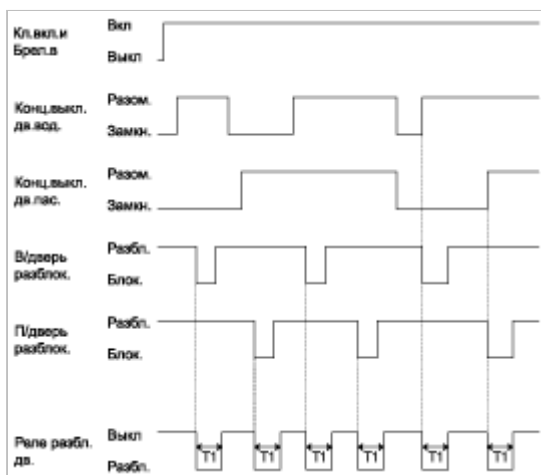 Кл.вкл.и
Брел.в
Вкл
Выкл
Конц.выкл.
дв.вод.
Разом.
Замкн.
Конц.выкл.
дв.пас.
Разом.
Замкн.
В/дверь
разблок.
Разбл.
Блок.
П/дверь
разблок.
Разбл.
Блок.
Реле разбл.
дв.
Выкл
Разбл.
T1 T1 T1 T1 T1 T1